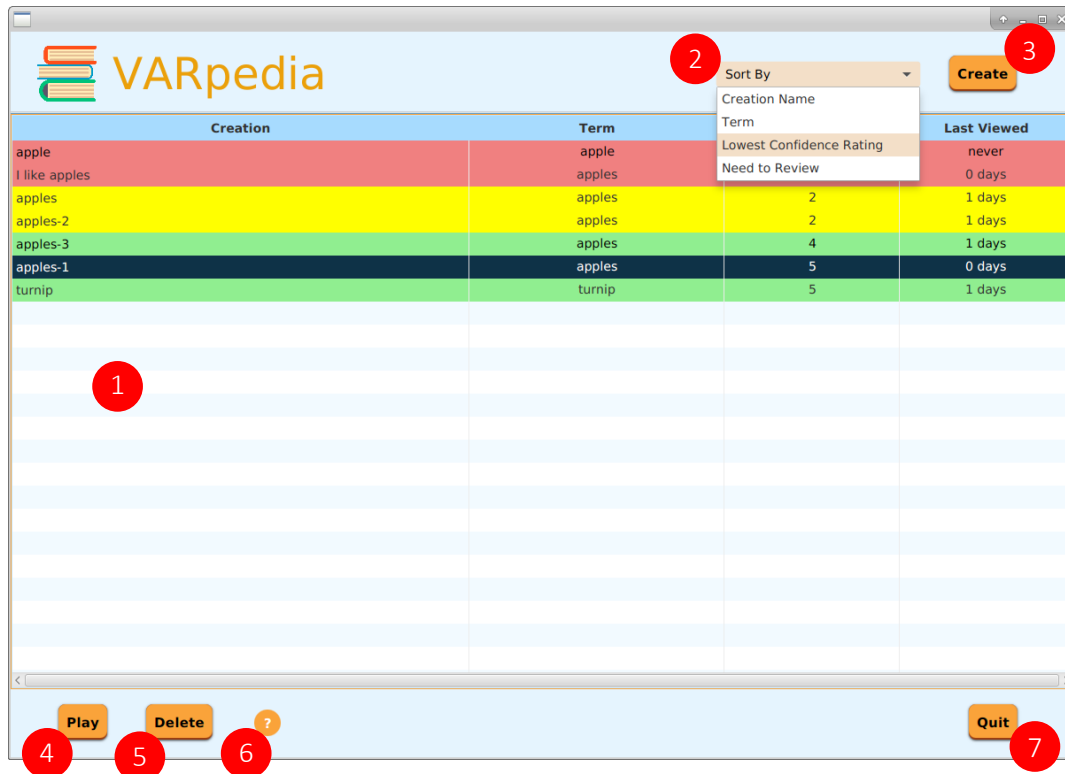 VARpedia
2
Sort By
3
Create
Creation Name
Term
Lowest Confidence Rating
Need to Review
Creation Term Last Viewed
apple apple never
I like apples apples 0 days
apples apples 2 1 days
apples-2 apples 2 1 days
apples-3 apples 4 1 days
apples-1 apples 5 0 days
turnip turnip 5 1 days
1
Play Delete ? Quit
4 5 6 7